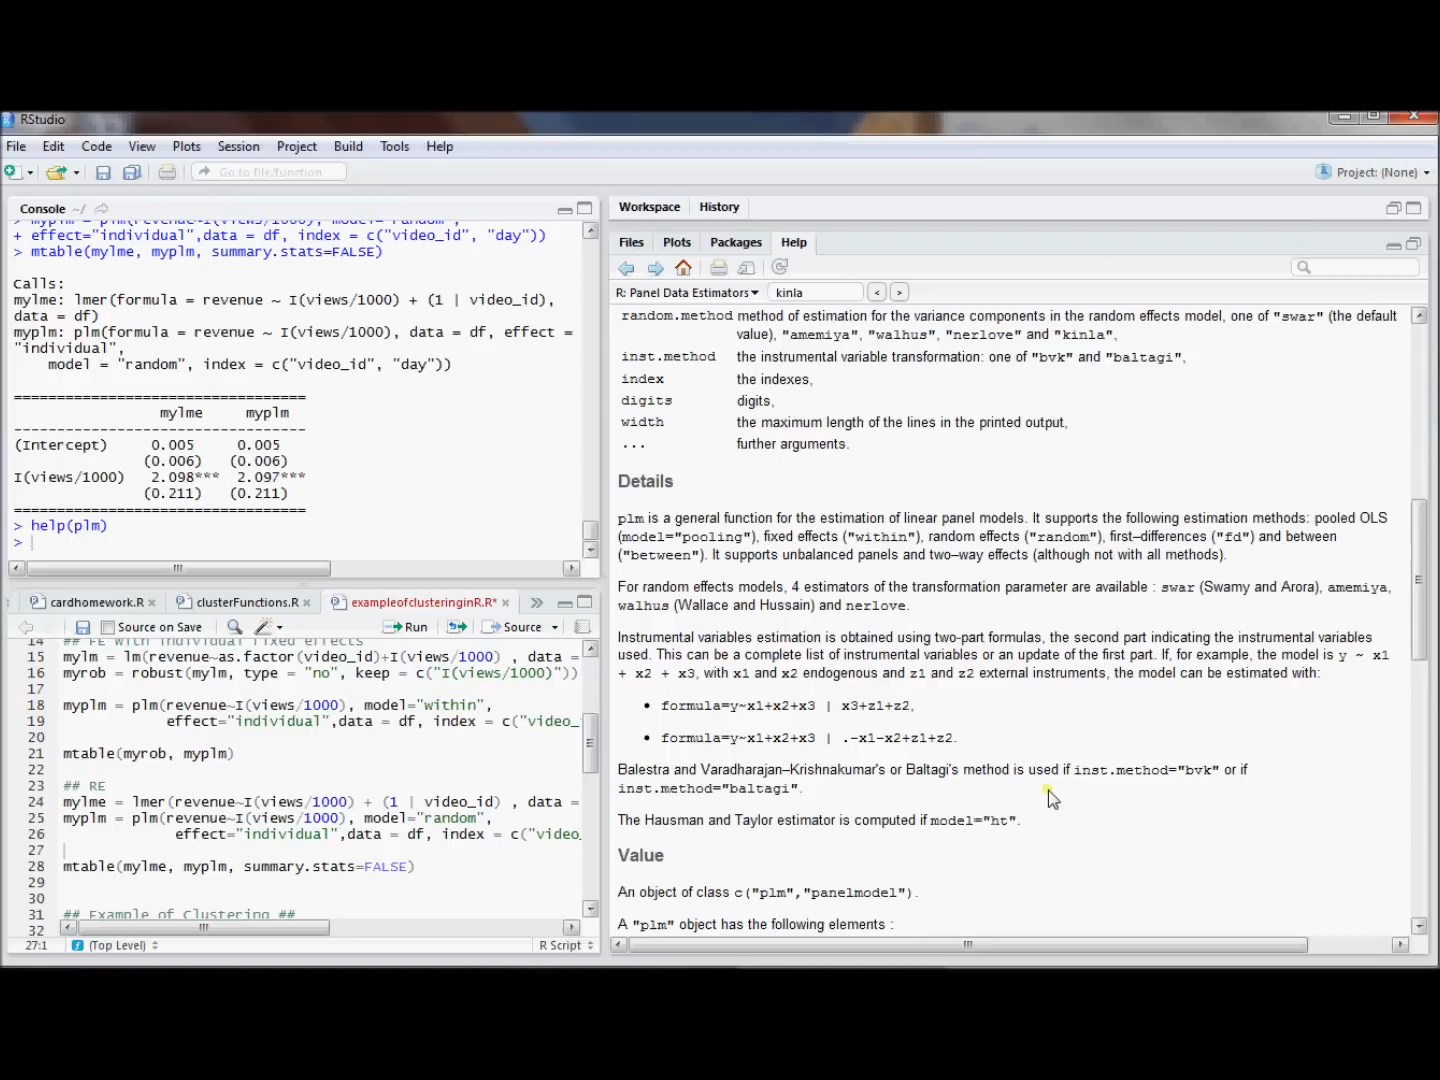 RStudio
File Edit Code View Plots Session Project Build Tools Help
Go to file/function Project: (None)
Console ~/
> myplm = plm(revenue~I(views/1000), model="random",
+ effect="individual",data = df, index = c("video_id", "day"))
> mtable(mylme, myplm, summary.stats=FALSE)
Calls:
mylme: lmer(formula = revenue ~ I(views/1000) + (1 | video_id),
data = df)
myplm: plm(formula = revenue ~ I(views/1000), data = df, effect =
"individual",
model = "random", index = c("video_id", "day"))
===================================
mylme myplm
-----------------------------------
(Intercept) 0.005 0.005
(0.006) (0.006)
I(views/1000) 2.098*** 2.097***
(0.211) (0.211)
===================================
> help(plm)
>
cardhomework.R × clusterFunctions.R × exampleofclusteringinR.R* ×
Source on Save Run Source
14 ## FE with individual fixed effects
15 mylm = lm(revenue~as.factor(video_id)+I(views/1000) , data =
16 myrob = robust(mylm, type = "no", keep = c("I(views/1000)"))
17
18 myplm = plm(revenue~I(views/1000), model="within",
19 effect="individual",data = df, index = c("video_
20
21 mtable(myrob, myplm)
22
23 ## RE
24 mylme = lmer(revenue~I(views/1000) + (1 | video_id) , data =
25 myplm = plm(revenue~I(views/1000), model="random",
26 effect="individual",data = df, index = c("video_
27
28 mtable(mylme, myplm, summary.stats=FALSE)
29
30
31 ## Example of Clustering ##
32
27:1 (Top Level) R Script
Workspace History
Files Plots Packages Help
R: Panel Data Estimators kinla < >
random.method method of estimation for the variance components in the random effects model, one of "swar" (the default
value), "amemiya", "walhus", "nerlove" and "kinla",
inst.method the instrumental variable transformation: one of "bvk" and "baltagi",
index the indexes,
digits digits,
width the maximum length of the lines in the printed output,
... further arguments.
Details
plm is a general function for the estimation of linear panel models. It supports the following estimation methods: pooled OLS
(model="pooling"), fixed effects ("within"), random effects ("random"), first–differences ("fd") and between
("between"). It supports unbalanced panels and two–way effects (although not with all methods).
For random effects models, 4 estimators of the transformation parameter are available : swar (Swamy and Arora), amemiya,
walhus (Wallace and Hussain) and nerlove.
Instrumental variables estimation is obtained using two-part formulas, the second part indicating the instrumental variables
used. This can be a complete list of instrumental variables or an update of the first part. If, for example, the model is y ~ x1
+ x2 + x3, with x1 and x2 endogenous and z1 and z2 external instruments, the model can be estimated with:
• formula=y~x1+x2+x3 | x3+z1+z2,
• formula=y~x1+x2+x3 | .-x1-x2+z1+z2.
Balestra and Varadharajan–Krishnakumar's or Baltagi's method is used if inst.method="bvk" or if
inst.method="baltagi".
The Hausman and Taylor estimator is computed if model="ht".
Value
An object of class c("plm","panelmodel").
A "plm" object has the following elements :